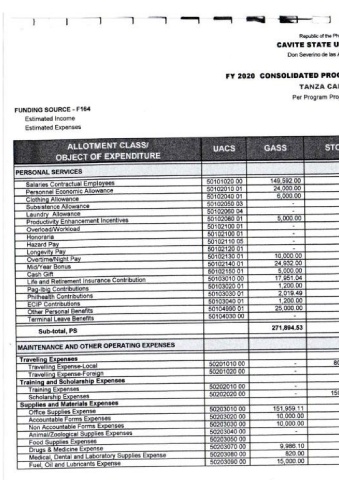 Republic of the Ph
CAVITE STATE U
Don Severino de las A
FY 2020 CONSOLIDATED PROG
TANZA CA
Per Program Pro
FUNDING SOURCE - F164
Estimated Income
Estimated Expenses
ALLOTMENT CLASS/ OBJECT OF EXPENDITURE UACS GASS STO
PERSONAL SERVICES
Salaries Contractual Employees 50101020 00 149,592.00
Personnel Economic Allowance 50102010 01 24,000.00
Clothing Allowance 50102040 01 6,000.00
Subsistence Allowance 50102050 03 -
Laundry Allowance 50102060 04 -
Productivity Enhancement Incentives 50102080 01 5,000.00
Overload/Workload 50102100 01 -
Honoraria 50102100 01 -
Hazard Pay 50102110 05 -
Longevity Pay 50102120 01 -
Overtime/Night Pay 50102130 01 10,000.00
Mid/Year Bonus 50102140 01 24,932.00
Cash Gift 50102150 01 5,000.00
Life and Retirement Insurance Contribution 50103010 00 17,951.04
Pag-Ibig Contributions 50103020 01 1,200.00
Philhealth Contributions 50103030 01 2,019.49
ECIP Contributions 50103040 01 1,200.00
Other Personal Benefits 50104990 01 25,000.00
Terminal Leave Benefits 50104030 00 -
Sub-total, PS 271,894.53
MAINTENANCE AND OTHER OPERATING EXPENSES
Travelling Expenses
Travelling Expense-Local 50201010 00 -
Travelling Expense-Foreign 50201020 00 -
Training and Scholarship Expenses
Training Expenses 50202010 00 -
Scholarship Expenses 50202020 00 -
Supplies and Materials Expenses
Office Supplies Expense 50203010 00 151,959.11
Accountable Forms Expenses 50203020 00 10,000.00
Non Accountable Forms Expenses 50203030 00 10,000.00
Animal/Zoological Supplies Expenses 50203040 00 -
Food Supplies Expenses 50203050 00
Drugs & Medicine Expense 50203070 00 9,986.10
Medical, Dental and Laboratory Supplies Expense 50203080 00 820.00
Fuel, Oil and Lubricants Expense 50203090 00 15,000.00